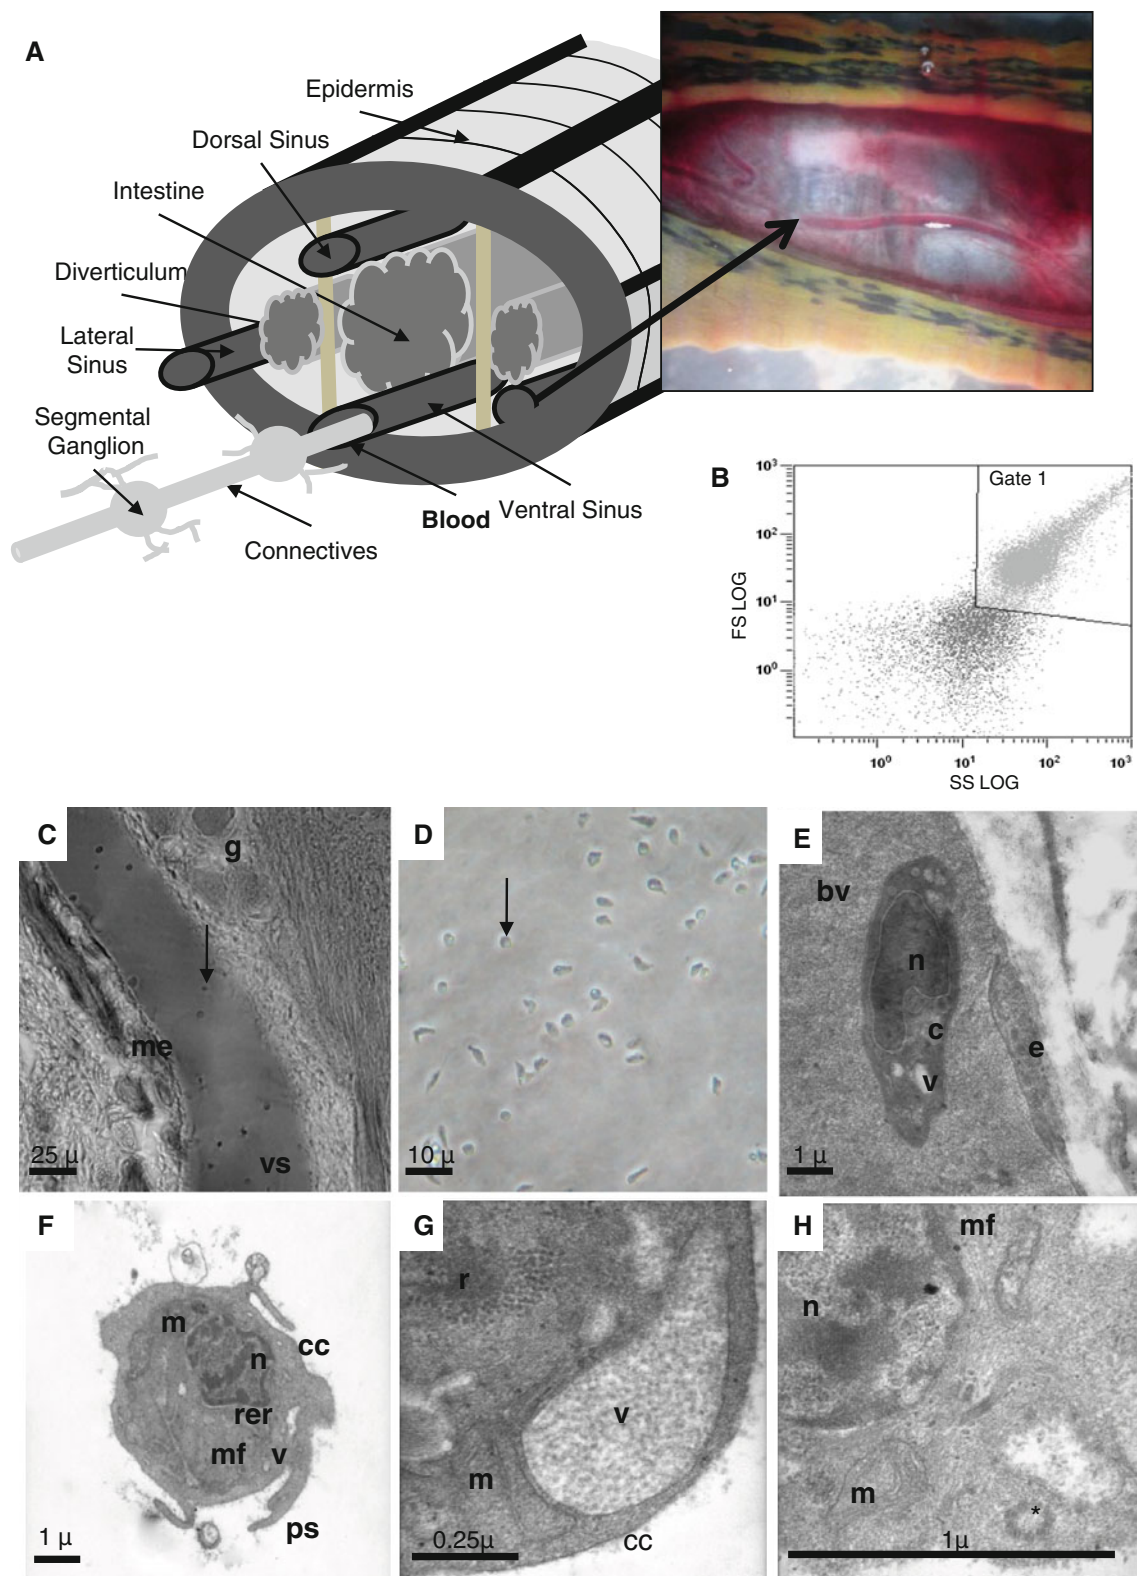 A
Epidermis
Dorsal Sinus
Intestine
Diverticulum
Lateral
Sinus
Segmental
Ganglion
Blood
Ventral Sinus
Connectives
B
Gate 1
10³
10²
10¹
10⁰
FS LOG
10⁰
10¹
10²
10³
SS LOG
C
g
me
vs
25 µ
D
10 µ
E
bv
n
c
v
e
1 µ
F
m
cc
n
rer
mf
v
ps
1 µ
G
r
v
m
cc
0.25µ
H
mf
n
m
*
1µ